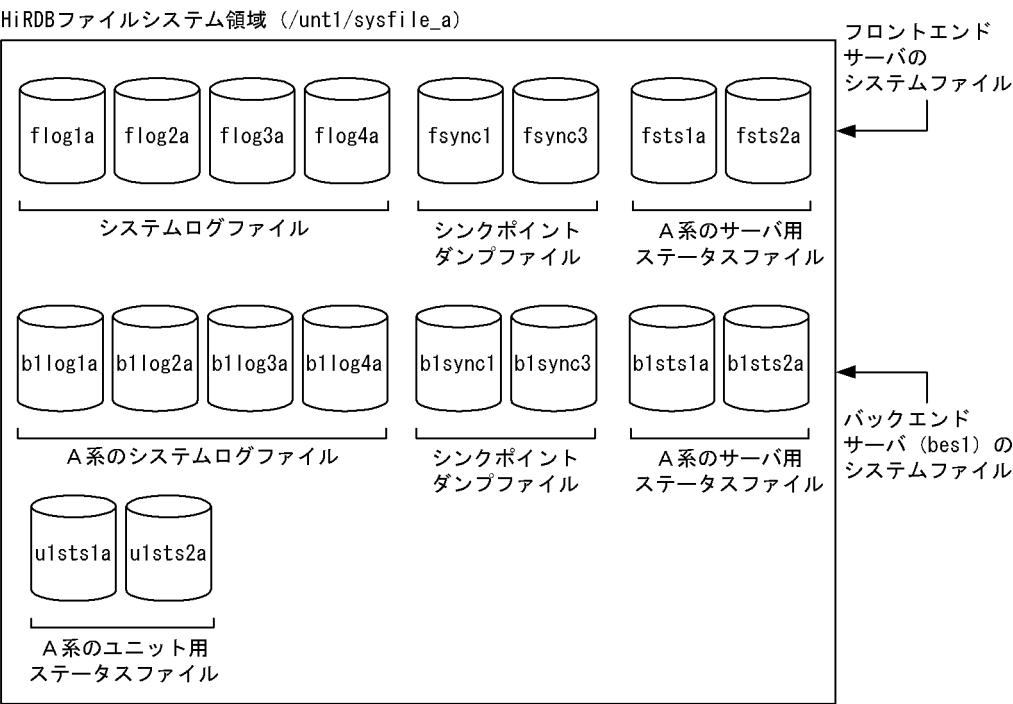 HiRDBファイルシステム領域（/unt1/sysfile_a）
フロントエンド
サーバの
システムファイル
flog1a flog2a flog3a flog4a fsync1 fsync3 fsts1a fsts2a
システムログファイル
シンクポイント
ダンプファイル
A系のサーバ用
ステータスファイル
b1log1a b1log2a b1log3a b1log4a b1sync1 b1sync3 b1sts1a b1sts2a
A系のシステムログファイル
シンクポイント
ダンプファイル
A系のサーバ用
ステータスファイル
バックエンド
サーバ（bes1）の
システムファイル
u1sts1a u1sts2a
A系のユニット用
ステータスファイル